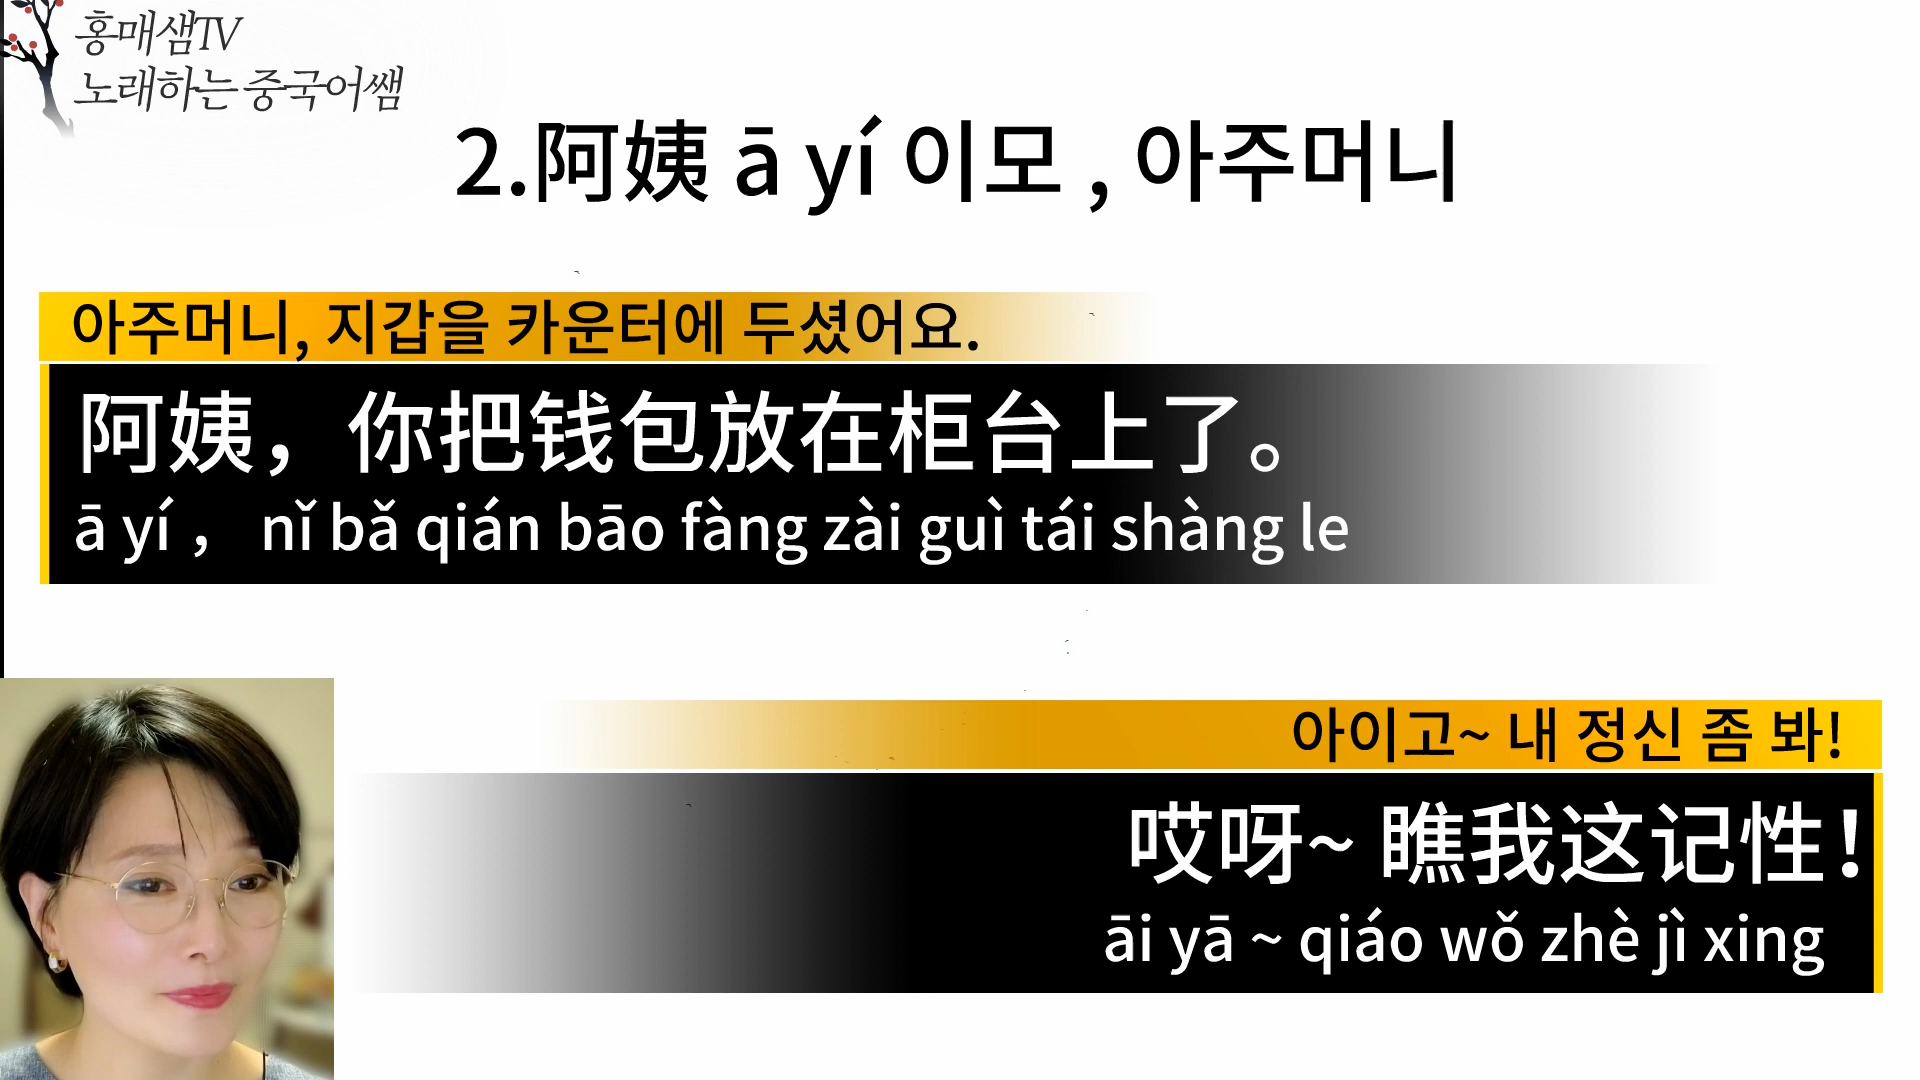 홍매샘TV
노래하는 중국어쌤
2.阿姨 ā yí 이모 , 아주머니
아주머니, 지갑을 카운터에 두셨어요.
阿姨，你把钱包放在柜台上了。
ā yí ， nǐ bǎ qián bāo fàng zài guì tái shàng le
아이고~ 내 정신 좀 봐!
哎呀~ 瞧我这记性！
āi yā ~ qiáo wǒ zhè jì xing